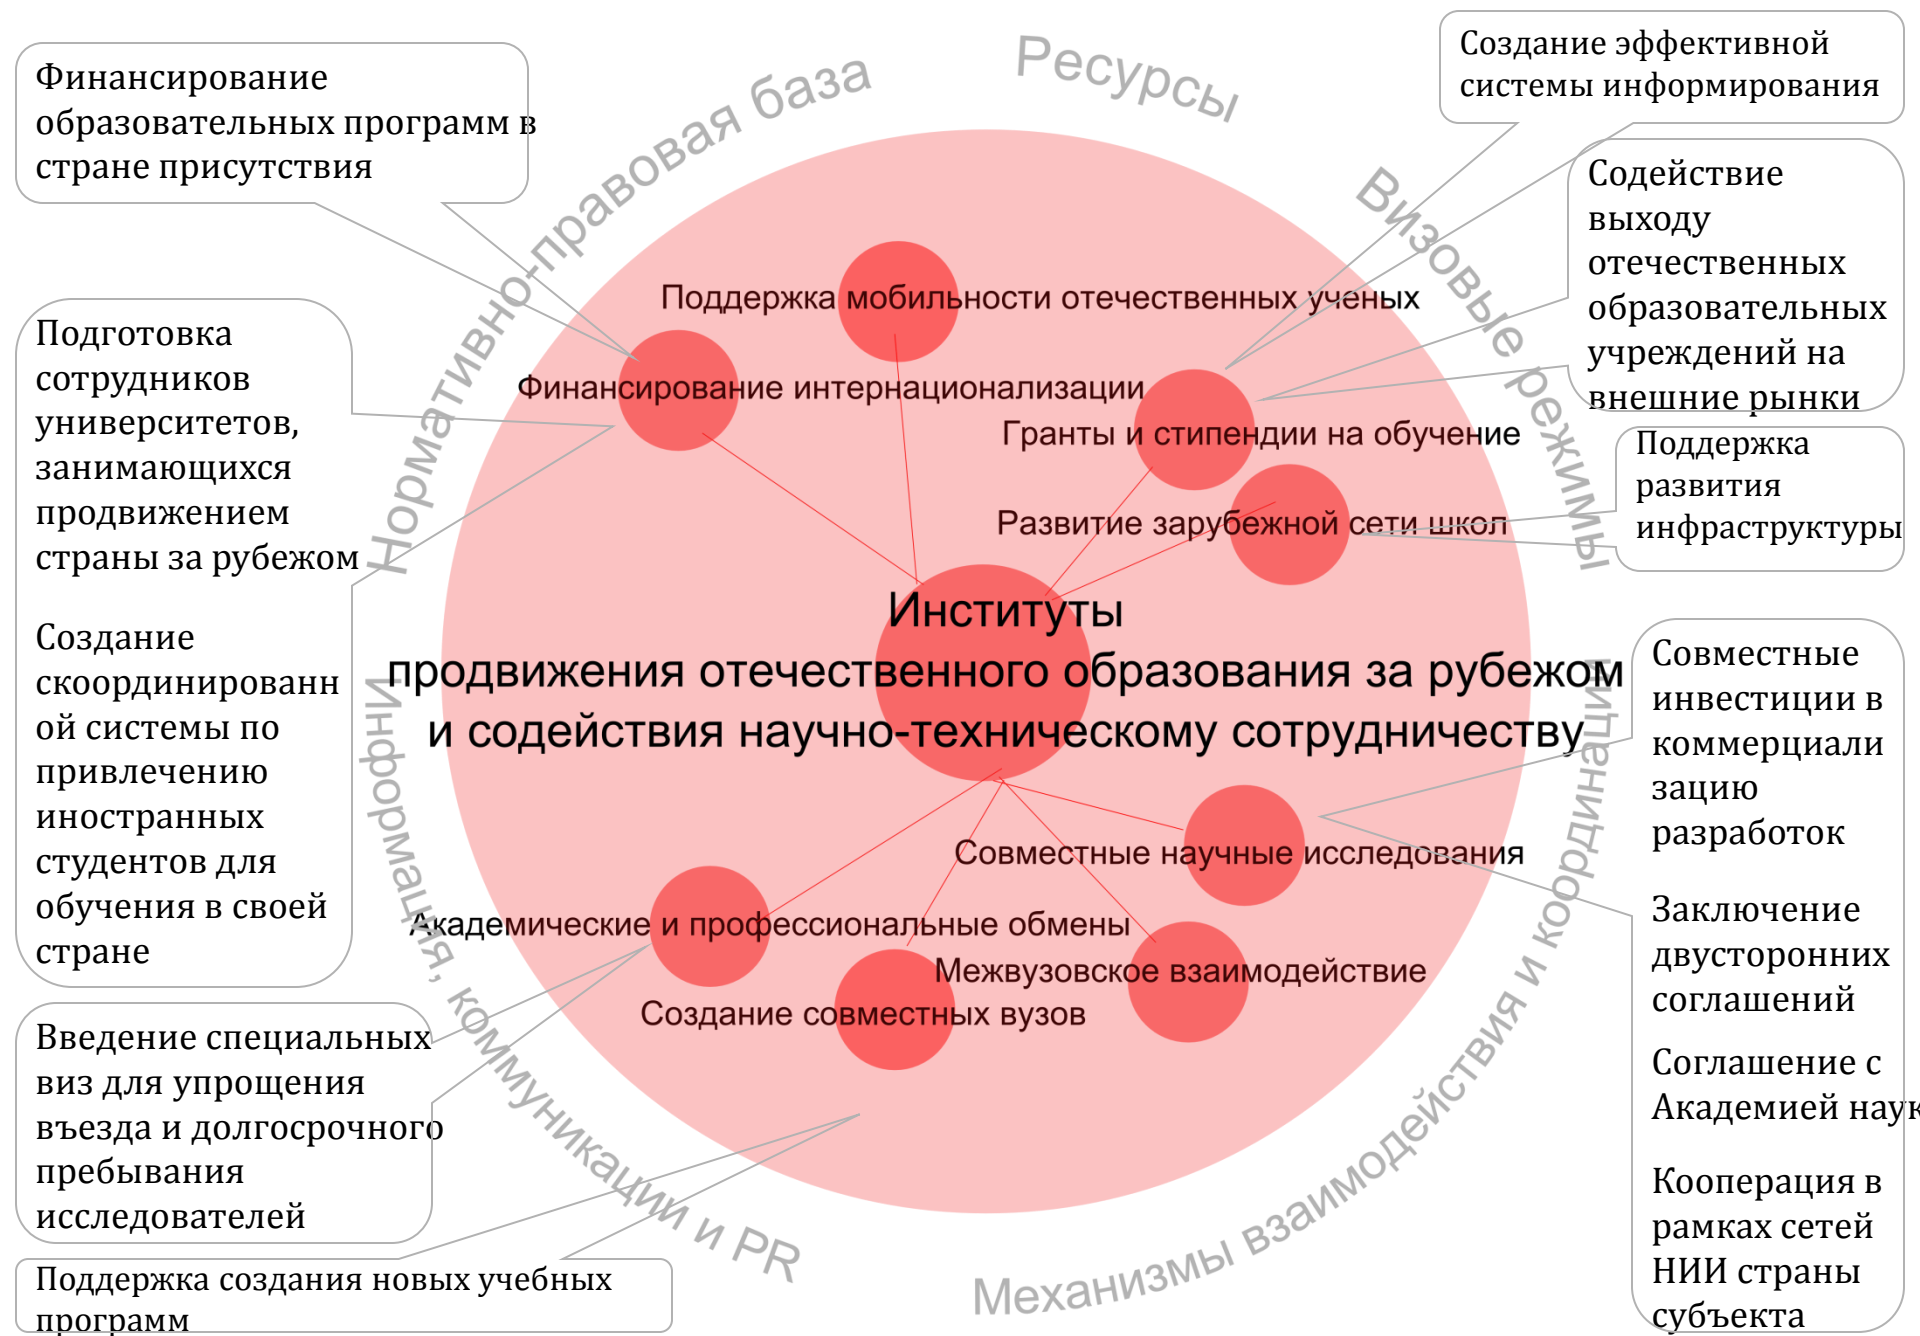 Финансирование
образовательных программ в
стране присутствия
Подготовка
сотрудников
университетов,
занимающихся
продвижением
страны за рубежом
Создание
скоординированн
ой системы по
привлечению
иностранных
студентов для
обучения в своей
стране
Введение специальных
виз для упрощения
въезда и долгосрочного
пребывания
исследователей
Поддержка создания новых учебных
программ
Нормативно-правовая база
Ресурсы
Визовые режимы
Поддержка мобильности отечественных ученых
Финансирование интернационализации
Гранты и стипендии на обучение
Развитие зарубежной сети школ
Институты
продвижения отечественного образования за рубежом
и содействия научно-техническому сотрудничеству
Совместные научные исследования
Академические и профессиональные обмены
Межвузовское взаимодействие
Создание совместных вузов
Информация, коммуникации и PR
Механизмы взаимодействия и координации
Создание эффективной
системы информирования
Содействие
выходу
отечественных
образовательных
учреждений на
внешние рынки
Поддержка
развития
инфраструктуры
Совместные
инвестиции в
коммерциали
зацию
разработок
Заключение
двусторонних
соглашений
Соглашение с
Академией наук
Кооперация в
рамках сетей
НИИ страны
субъекта